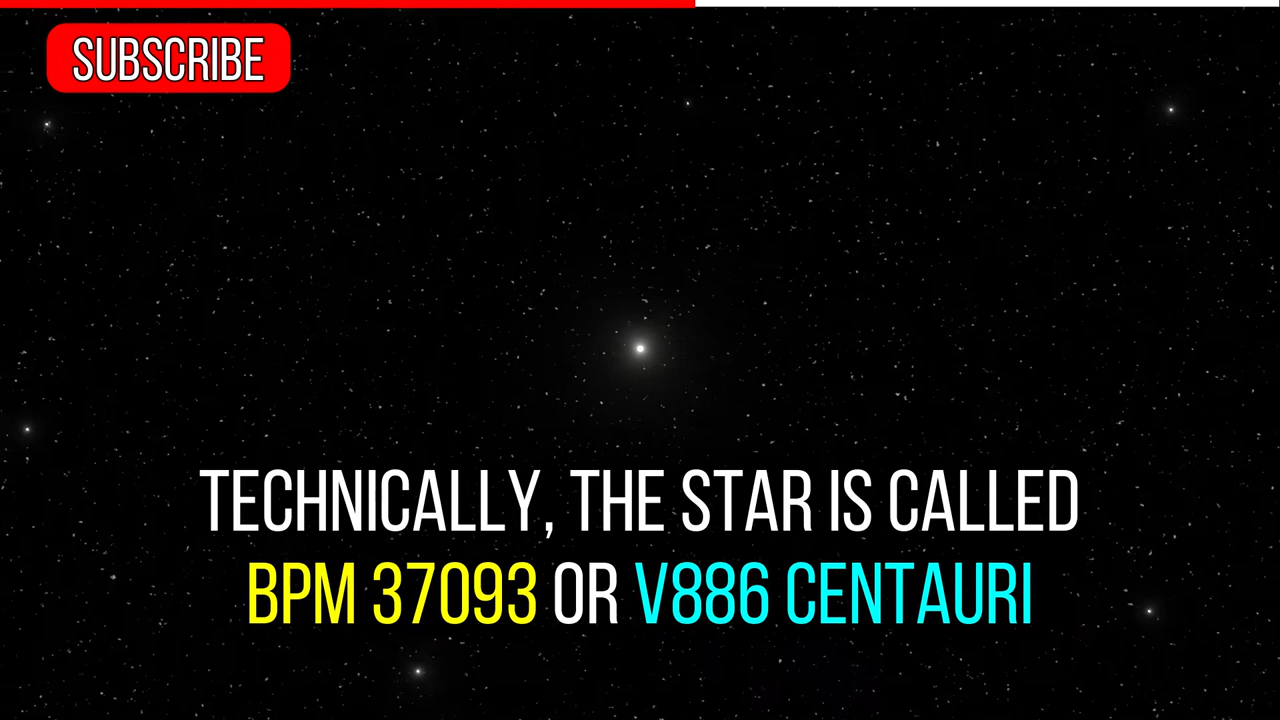 SUBSCRIBE
TECHNICALLY, THE STAR IS CALLED
BPM 37093 OR V886 CENTAURI